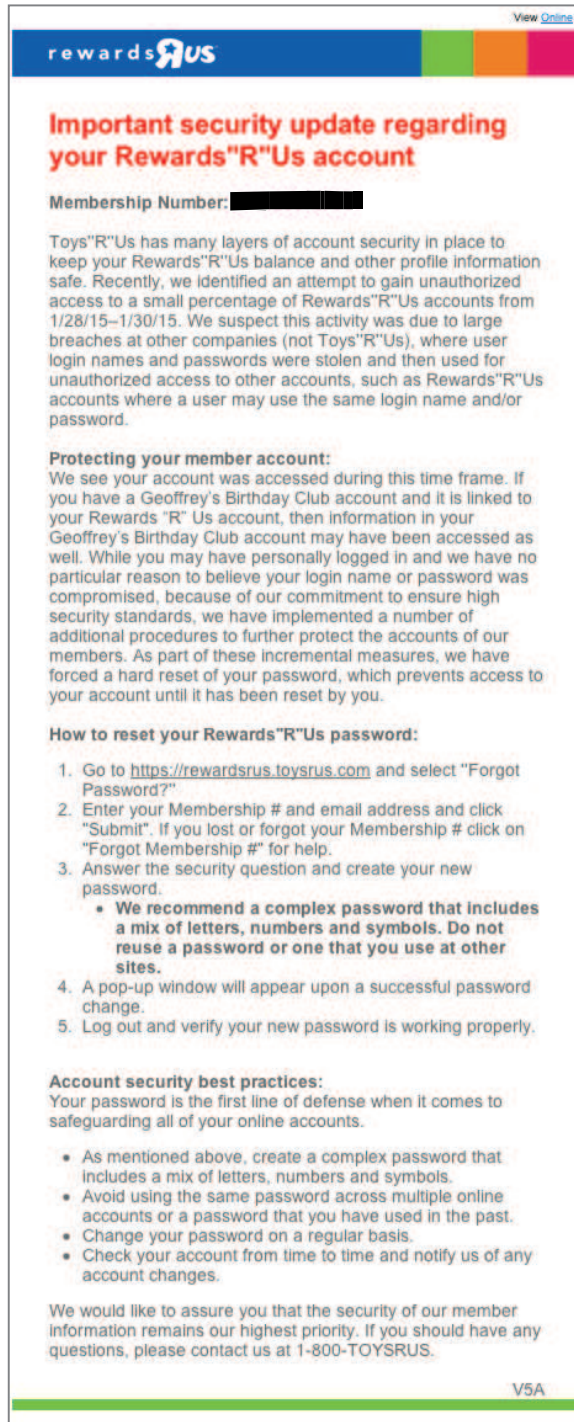 View Online
rewards R US
Important security update regarding
your Rewards"R"Us account
Membership Number:
Toys"R"Us has many layers of account security in place to
keep your Rewards"R"Us balance and other profile information
safe. Recently, we identified an attempt to gain unauthorized
access to a small percentage of Rewards"R"Us accounts from
1/28/15–1/30/15. We suspect this activity was due to large
breaches at other companies (not Toys"R"Us), where user
login names and passwords were stolen and then used for
unauthorized access to other accounts, such as Rewards"R"Us
accounts where a user may use the same login name and/or
password.
Protecting your member account:
We see your account was accessed during this time frame. If
you have a Geoffrey's Birthday Club account and it is linked to
your Rewards "R" Us account, then information in your
Geoffrey's Birthday Club account may have been accessed as
well. While you may have personally logged in and we have no
particular reason to believe your login name or password was
compromised, because of our commitment to ensure high
security standards, we have implemented a number of
additional procedures to further protect the accounts of our
members. As part of these incremental measures, we have
forced a hard reset of your password, which prevents access to
your account until it has been reset by you.
How to reset your Rewards"R"Us password:
1. Go to https://rewardsrus.toysrus.com and select "Forgot
Password?"
2. Enter your Membership # and email address and click
"Submit". If you lost or forgot your Membership # click on
"Forgot Membership #" for help.
3. Answer the security question and create your new
password.
• We recommend a complex password that includes
a mix of letters, numbers and symbols. Do not
reuse a password or one that you use at other
sites.
4. A pop-up window will appear upon a successful password
change.
5. Log out and verify your new password is working properly.
Account security best practices:
Your password is the first line of defense when it comes to
safeguarding all of your online accounts.
• As mentioned above, create a complex password that
includes a mix of letters, numbers and symbols.
• Avoid using the same password across multiple online
accounts or a password that you have used in the past.
• Change your password on a regular basis.
• Check your account from time to time and notify us of any
account changes.
We would like to assure you that the security of our member
information remains our highest priority. If you should have any
questions, please contact us at 1-800-TOYSRUS.
V5A